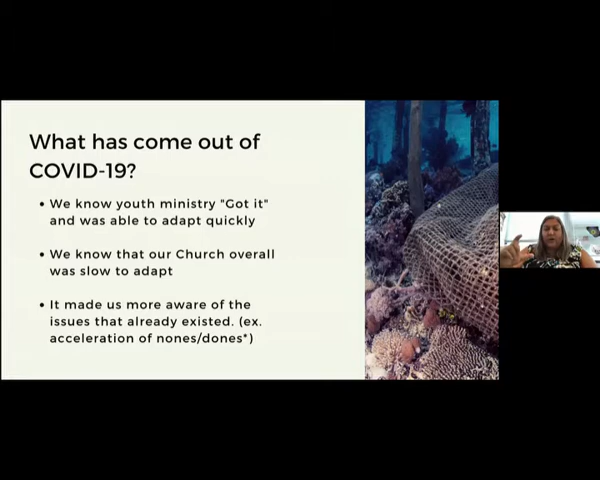 What has come out of
COVID-19?
• We know youth ministry "Got it"
and was able to adapt quickly
• We know that our Church overall
was slow to adapt
• It made us more aware of the
issues that already existed. (ex.
acceleration of nones/dones*)